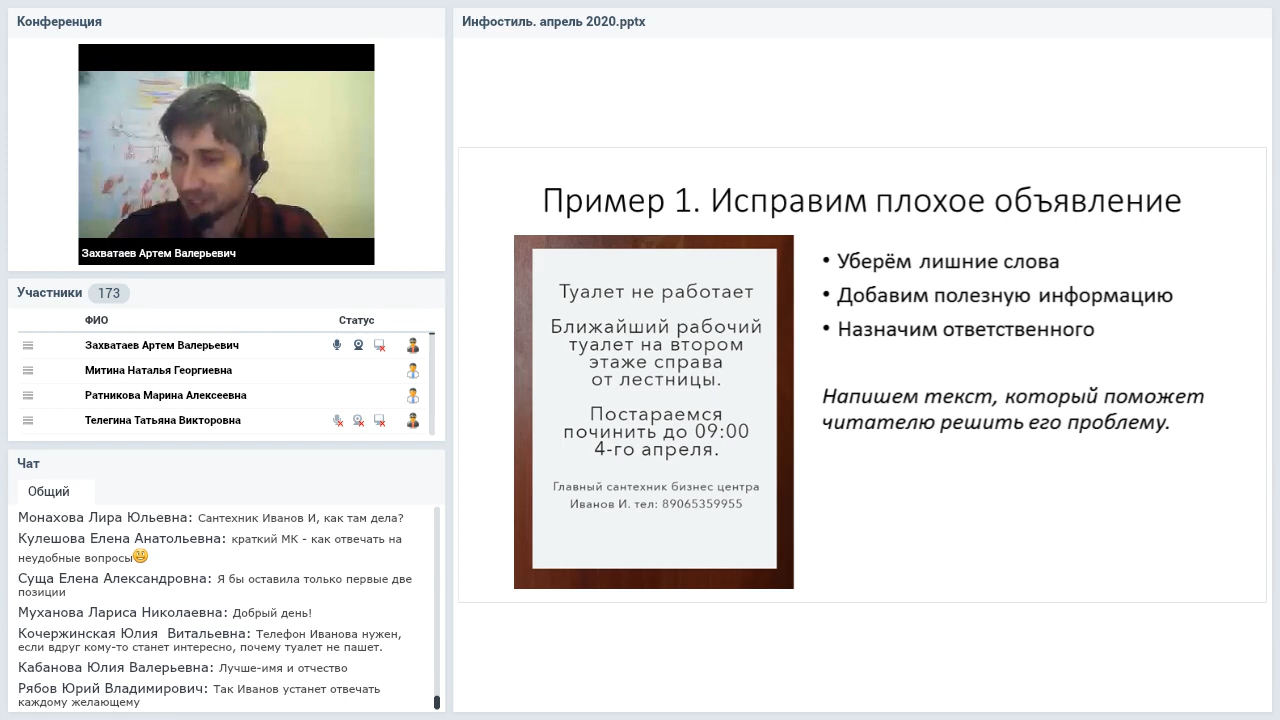 Конференция
Захватаев Артем Валерьевич
Участники 173
ФИО Статус
Захватаев Артем Валерьевич
Митина Наталья Георгиевна
Ратникова Марина Алексеевна
Телегина Татьяна Викторовна
Чат
Общий
Монахова Лира Юльевна: Сантехник Иванов И, как там дела?
Кулешова Елена Анатольевна: краткий МК - как отвечать на
неудобные вопросы
Суща Елена Александровна: Я бы оставила только первые две
позиции
Муханова Лариса Николаевна: Добрый день!
Кочержинская Юлия Витальевна: Телефон Иванова нужен,
если вдруг кому-то станет интересно, почему туалет не пашет.
Кабанова Юлия Валерьевна: Лучше-имя и отчество
Рябов Юрий Владимирович: Так Иванов устанет отвечать
каждому желающему
Инфостиль. апрель 2020.pptx
Пример 1. Исправим плохое объявление
Туалет не работает
Ближайший рабочий
туалет на втором
этаже справа
от лестницы.
Постараемся
починить до 09:00
4-го апреля.
Главный сантехник бизнес центра
Иванов И. тел: 89065359955
• Уберём лишние слова
• Добавим полезную информацию
• Назначим ответственного
Напишем текст, который поможет
читателю решить его проблему.